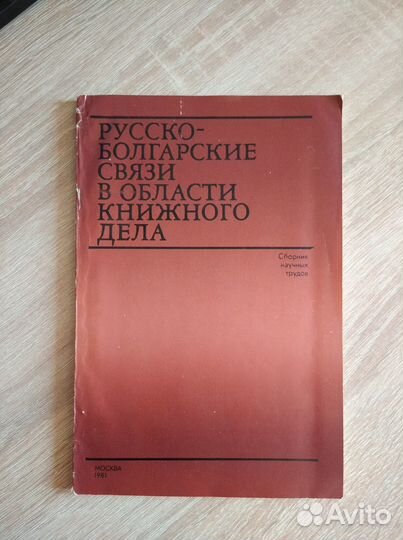 РУССКО-
БОЛГАРСКИЕ
СВЯЗИ
В ОБЛАСТИ
КНИЖНОГО
ДЕЛА
Сборник
научных
трудов
МОСКВА
1981
Avito